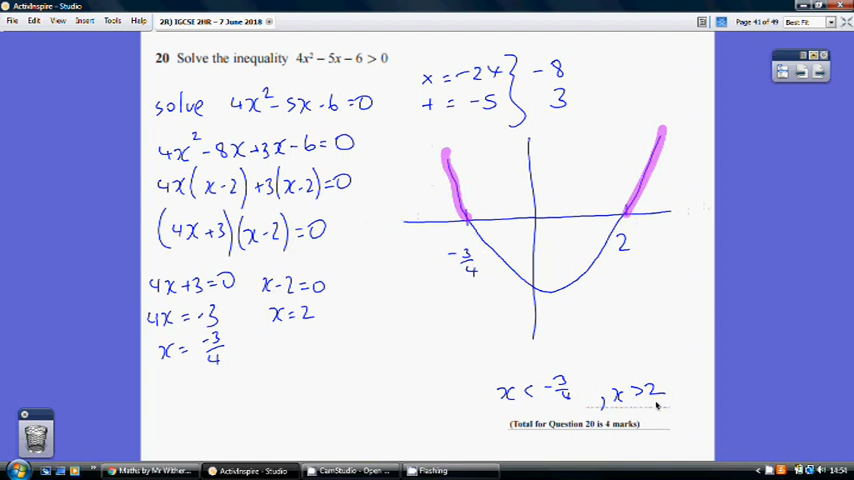 ActivInspire - Studio
File Edit View Insert Tools Help
2R) IGCSE 2HR – 7 June 2018
Page 41 of 49
Best Fit
20 Solve the inequality 4x² – 5x – 6 > 0
x = -24 } -8
+ = -5 } 3
solve 4x² - 5x - 6 = 0
4x² - 8x + 3x - 6 = 0
4x(x-2) + 3(x-2) = 0
(4x+3)(x-2) = 0
4x+3=0 x-2=0
4x = -3 x=2
x = -3/4
-3/4
2
x < -3/4 , x > 2
(Total for Question 20 is 4 marks)
Maths by Mr Wither... ActivInspire - Studio CamStudio - Open ... Flashing
14:54